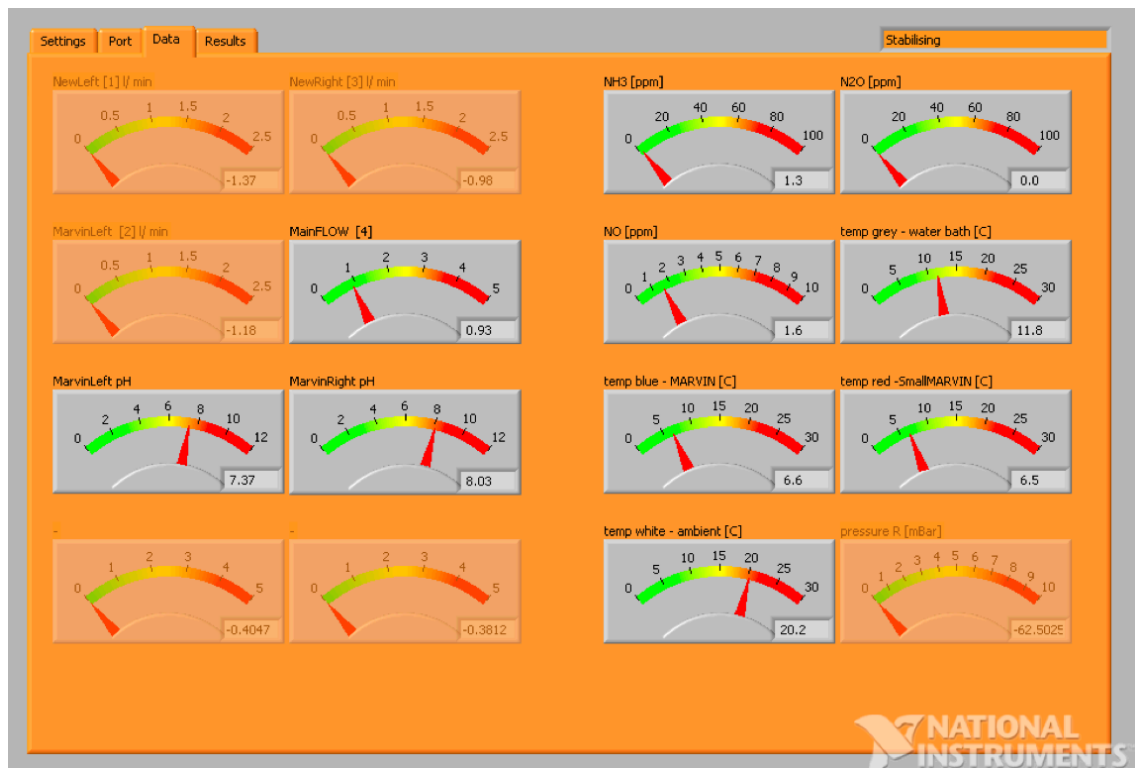 Settings Port Data Results
Stabilising
NewLeft [1] l/ min
0 0.5 1 1.5 2 2.5
-1.37
NewRight [3] l/ min
0 0.5 1 1.5 2 2.5
-0.98
NH3 [ppm]
0 20 40 60 80 100
1.3
N2O [ppm]
0 20 40 60 80 100
0.0
MarvinLeft [2] l/ min
0 0.5 1 1.5 2 2.5
-1.18
MainFLOW [4]
0 1 2 3 4 5
0.93
NO [ppm]
0 1 2 3 4 5 6 7 8 9 10
1.6
temp grey - water bath [C]
0 5 10 15 20 25 30
11.8
MarvinLeft pH
0 2 4 6 8 10 12
7.37
MarvinRight pH
0 2 4 6 8 10 12
8.03
temp blue - MARVIN [C]
0 5 10 15 20 25 30
6.6
temp red -SmallMARVIN [C]
0 5 10 15 20 25 30
6.5
-
0 1 2 3 4 5
-0.4047
-
0 1 2 3 4 5
-0.3812
temp white - ambient [C]
0 5 10 15 20 25 30
20.2
pressure R [mBar]
0 1 2 3 4 5 6 7 8 9 10
-62.5025
NATIONAL
INSTRUMENTS